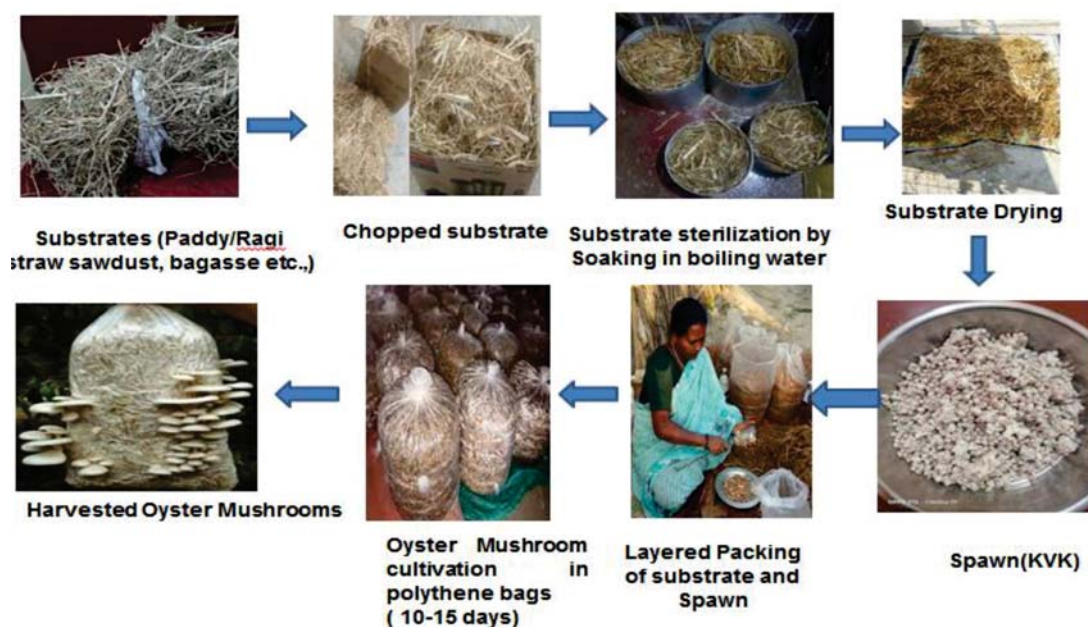 Substrates (Paddy/Ragi
straw sawdust, bagasse etc.,)
Chopped substrate
Substrate sterilization by
Soaking in boiling water
Substrate Drying
Spawn(KVK)
Layered Packing
of substrate and
Spawn
Oyster Mushroom
cultivation in
polythene bags
( 10-15 days)
Harvested Oyster Mushrooms